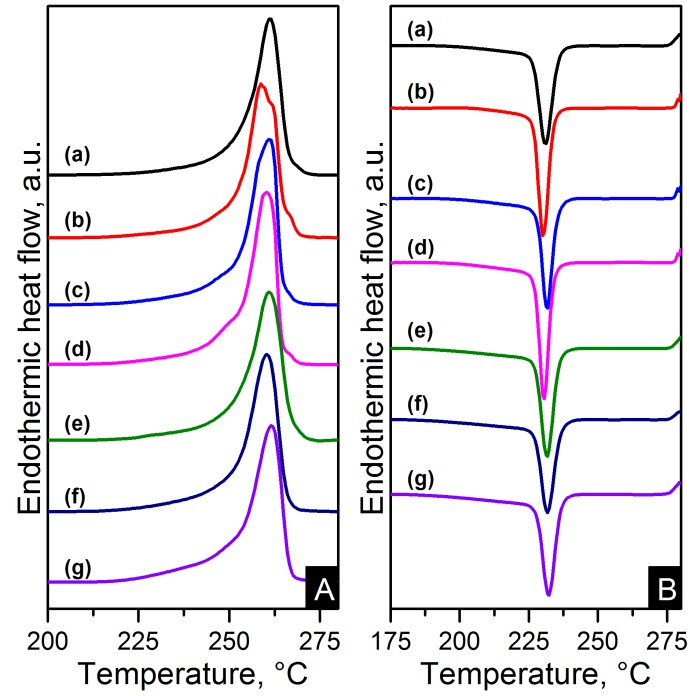 Endothermic heat flow, a.u.
(a)
(b)
(c)
(d)
(e)
(f)
(g)
A
200 225 250 275
Temperature, °C
Endothermic heat flow, a.u.
(a)
(b)
(c)
(d)
(e)
(f)
(g)
B
175 200 225 250 275
Temperature, °C